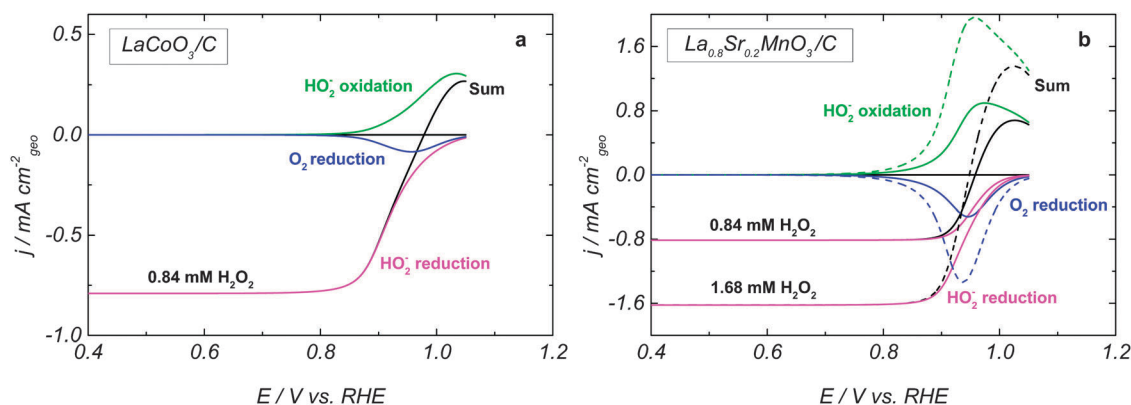 LaCoO₃/C
a
HO₂⁻ oxidation
Sum
O₂ reduction
0.84 mM H₂O₂
HO₂⁻ reduction
0.5
0.0
-0.5
-1.0
j / mA cm⁻²geo
0.4 0.6 0.8 1.0 1.2
E / V vs. RHE
La₀.₈Sr₀.₂MnO₃/C
b
HO₂⁻ oxidation
Sum
O₂ reduction
0.84 mM H₂O₂
1.68 mM H₂O₂
HO₂⁻ reduction
1.6
0.8
0.0
-0.8
-1.6
j / mA cm⁻²geo
0.4 0.6 0.8 1.0 1.2
E / V vs. RHE